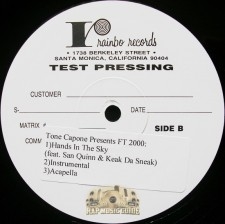 rainbo records
• 1738 BERKELEY STREET •
SANTA MONICA, CALIFORNIA 90404
TEST PRESSING
CUSTOMER
S- DATE
MATRIX # SIDE B
COM
Tone Capone Presents FT 2000:
1)Hands In The Sky
(feat. San Quinn & Keak Da Sneak)
2)Instrumental
3)Acapella